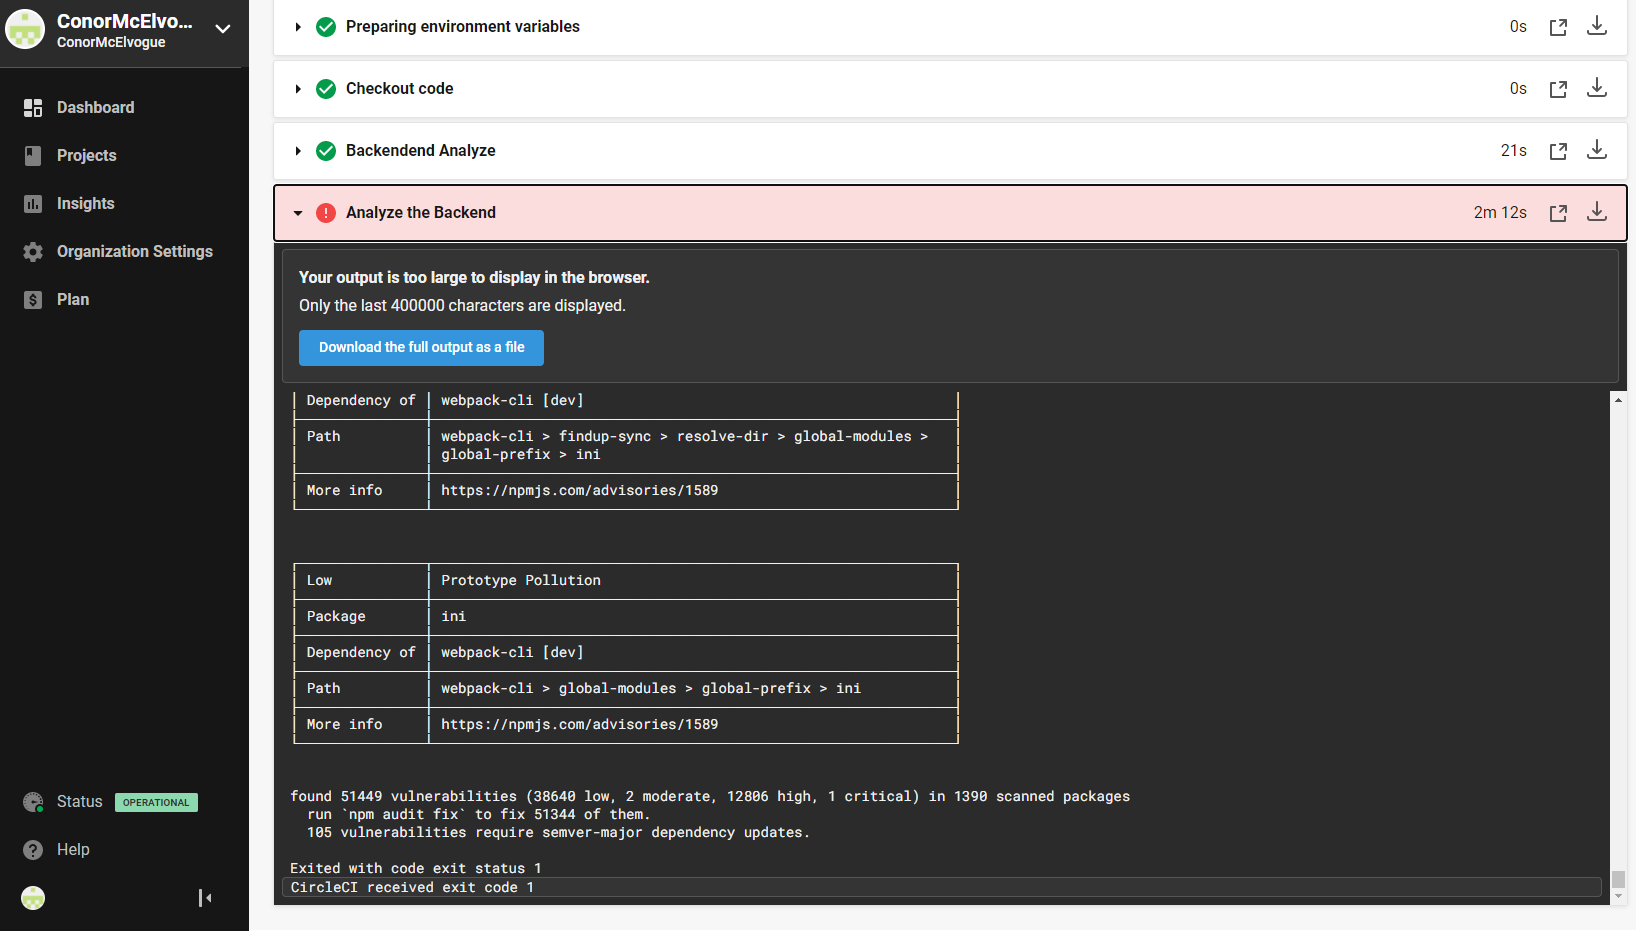 ConorMcElvo...
ConorMcElvogue
Dashboard
Projects
Insights
Organization Settings
Plan
Status OPERATIONAL
Help
Preparing environment variables 0s
Checkout code 0s
Backendend Analyze 21s
Analyze the Backend 2m 12s
Your output is too large to display in the browser.
Only the last 400000 characters are displayed.
Download the full output as a file
Dependency of webpack-cli [dev]
Path webpack-cli > findup-sync > resolve-dir > global-modules >
global-prefix > ini
More info https://npmjs.com/advisories/1589
Low Prototype Pollution
Package ini
Dependency of webpack-cli [dev]
Path webpack-cli > global-modules > global-prefix > ini
More info https://npmjs.com/advisories/1589
found 51449 vulnerabilities (38640 low, 2 moderate, 12806 high, 1 critical) in 1390 scanned packages
run `npm audit fix` to fix 51344 of them.
105 vulnerabilities require semver-major dependency updates.
Exited with code exit status 1
CircleCI received exit code 1